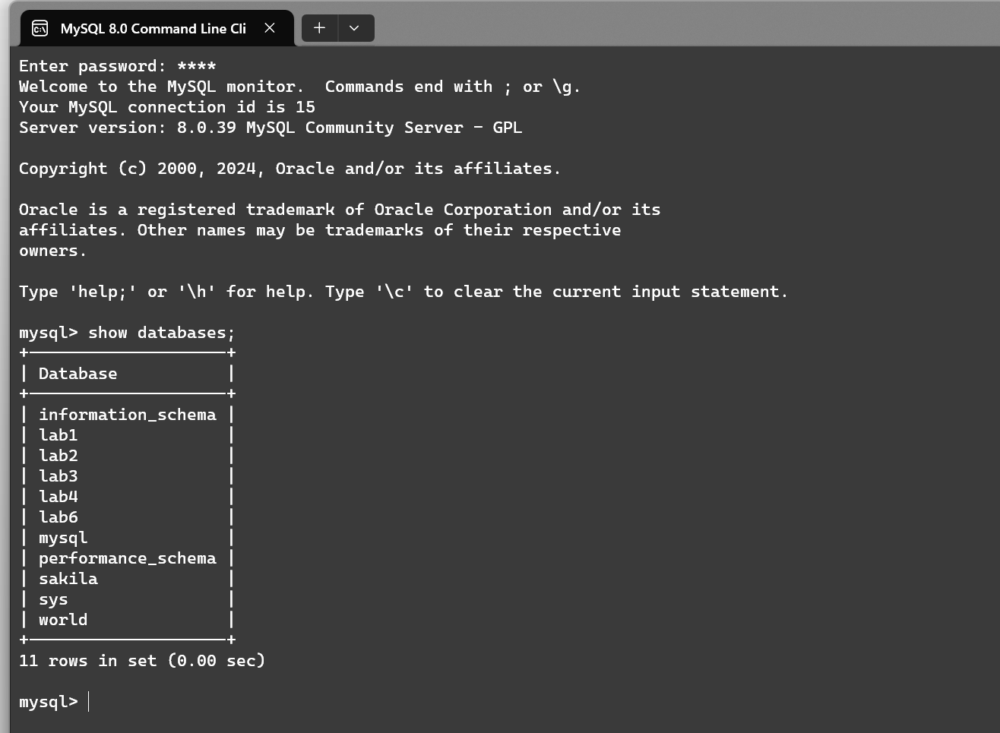 MySQL 8.0 Command Line Cli
Enter password: ****
Welcome to the MySQL monitor.  Commands end with ; or \g.
Your MySQL connection id is 15
Server version: 8.0.39 MySQL Community Server - GPL
Copyright (c) 2000, 2024, Oracle and/or its affiliates.
Oracle is a registered trademark of Oracle Corporation and/or its
affiliates. Other names may be trademarks of their respective
owners.
Type 'help;' or '\h' for help. Type '\c' to clear the current input statement.
mysql> show databases;
+--------------------+
| Database           |
+--------------------+
| information_schema |
| lab1               |
| lab2               |
| lab3               |
| lab4               |
| lab6               |
| mysql              |
| performance_schema |
| sakila             |
| sys                |
| world              |
+--------------------+
11 rows in set (0.00 sec)
mysql>